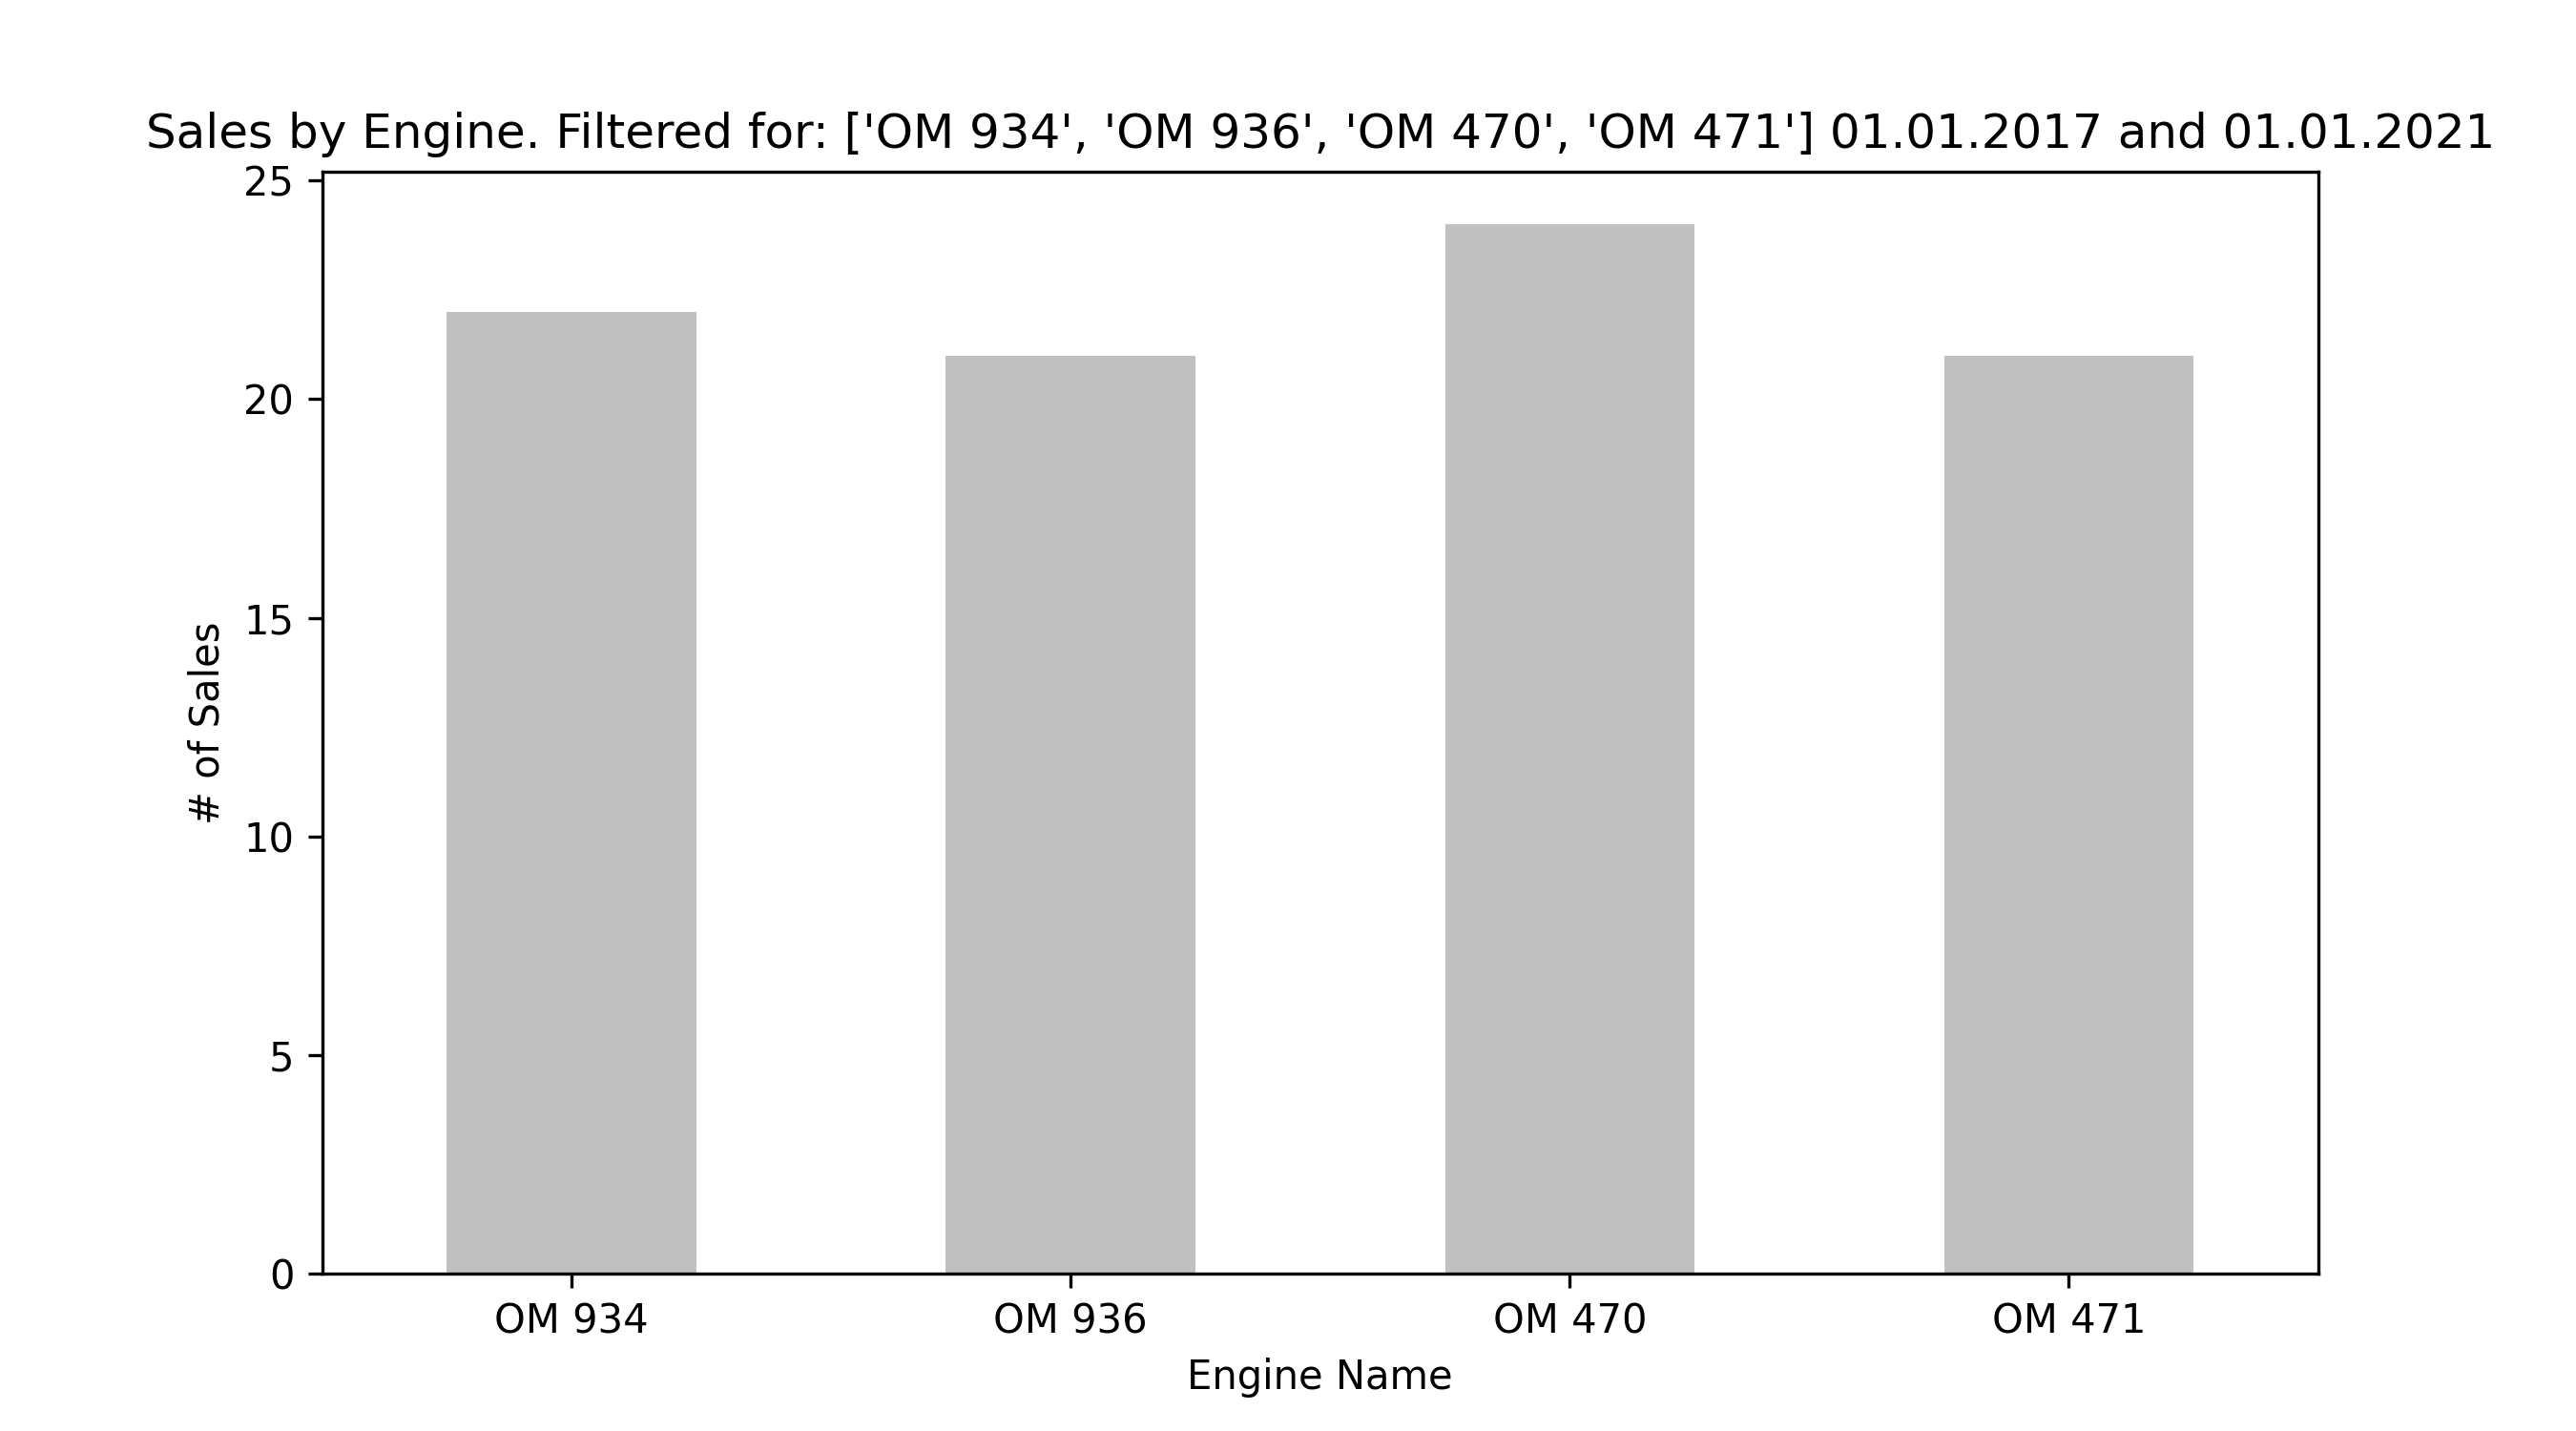 Sales by Engine. Filtered for: ['OM 934', 'OM 936', 'OM 470', 'OM 471'] 01.01.2017 and 01.01.2021
25
20
15
10
5
0
# of Sales
OM 934 OM 936 OM 470 OM 471
Engine Name